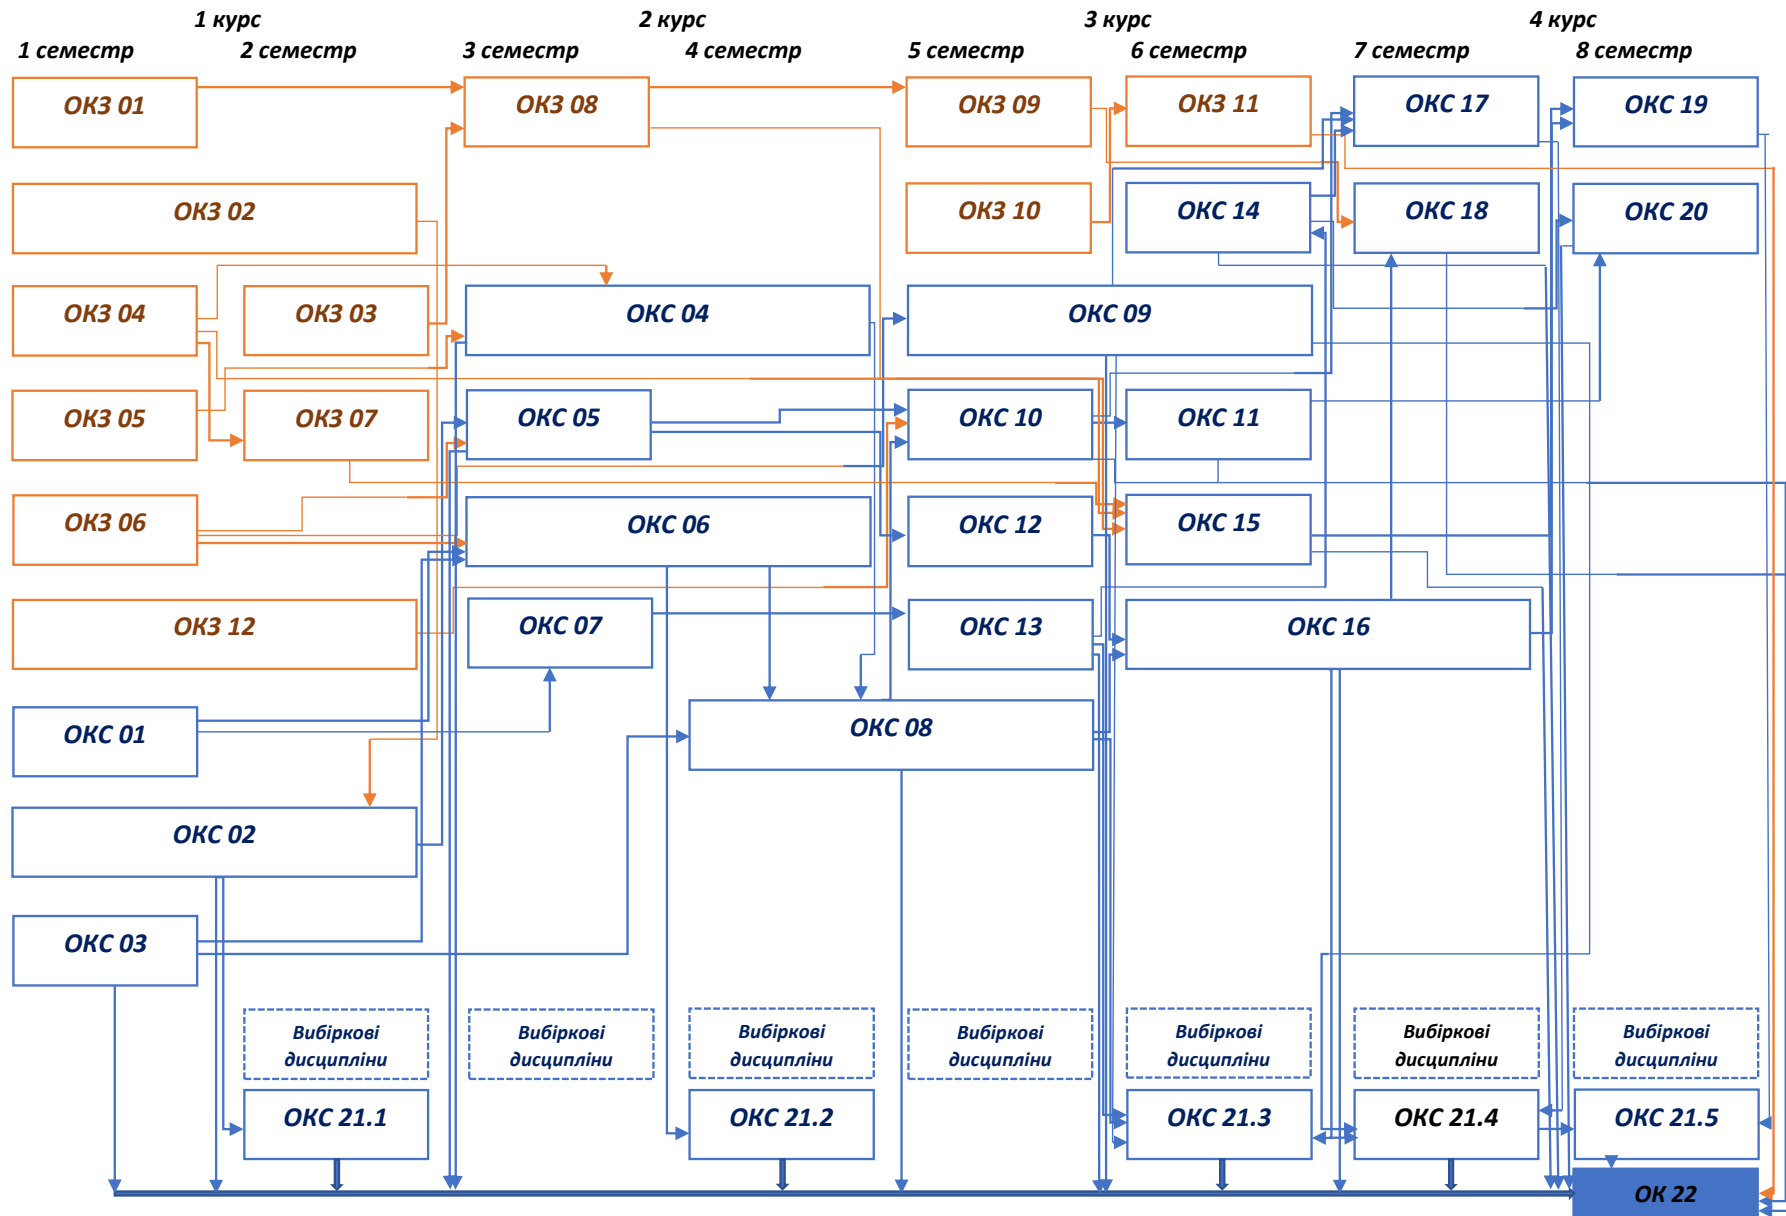 1 курс 2 курс 3 курс 4 курс
1 семестр 2 семестр 3 семестр 4 семестр 5 семестр 6 семестр 7 семестр 8 семестр
ОКЗ 01 ОКЗ 08 ОКЗ 09 ОКЗ 11 ОКС 17 ОКС 19
ОКЗ 02 ОКЗ 10 ОКС 14 ОКС 18 ОКС 20
ОКЗ 04 ОКЗ 03 ОКС 04 ОКС 09
ОКЗ 05 ОКЗ 07 ОКС 05 ОКС 10 ОКС 11
ОКЗ 06 ОКС 06 ОКС 12 ОКС 15
ОКЗ 12 ОКС 07 ОКС 13 ОКС 16
ОКС 01 ОКС 08
ОКС 02
ОКС 03
Вибіркові Вибіркові Вибіркові Вибіркові Вибіркові Вибіркові Вибіркові
дисципліни дисципліни дисципліни дисципліни дисципліни дисципліни дисципліни
ОКС 21.1 ОКС 21.2 ОКС 21.3 ОКС 21.4 ОКС 21.5
ОК 22